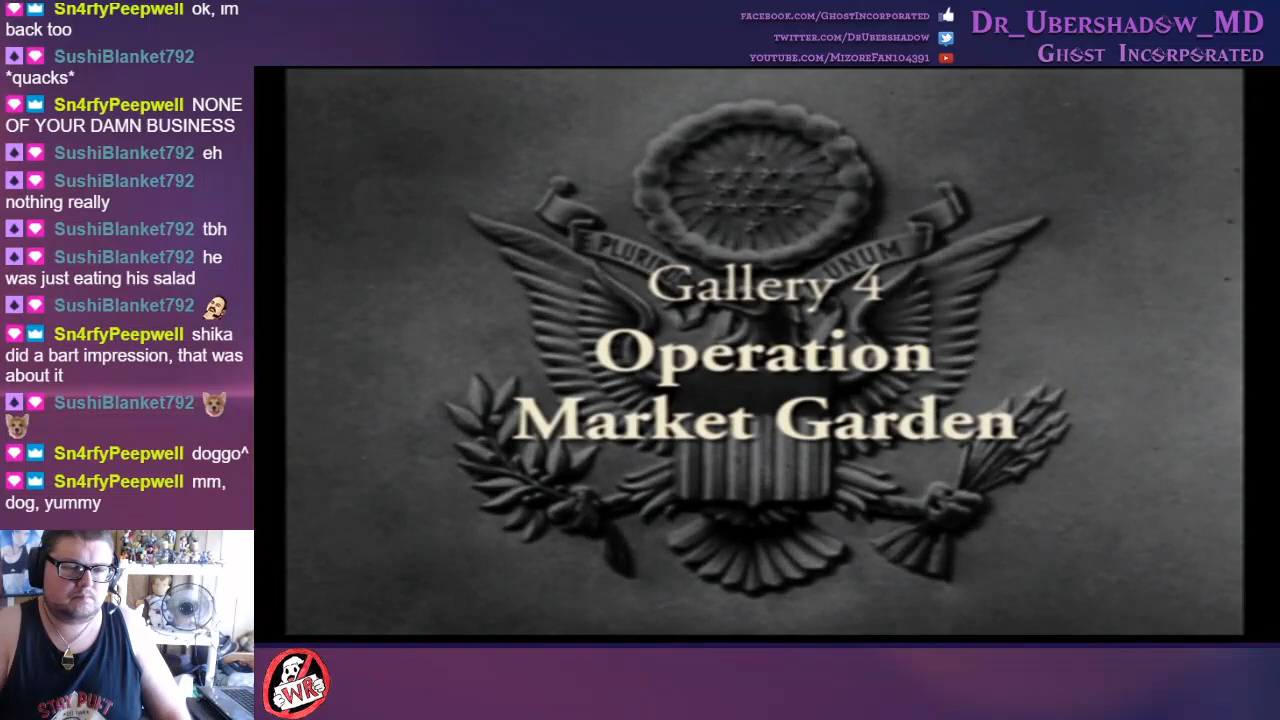 Sn4rfyPeepwell ok, im
back too
SushiBlanket792
*quacks*
Sn4rfyPeepwell NONE
OF YOUR DAMN BUSINESS
SushiBlanket792 eh
SushiBlanket792
nothing really
SushiBlanket792 tbh
SushiBlanket792 he
was just eating his salad
SushiBlanket792
Sn4rfyPeepwell shika
did a bart impression, that was
about it
SushiBlanket792
Sn4rfyPeepwell doggo^
Sn4rfyPeepwell mm,
dog, yummy
facebook.com/GhostIncorporated
twitter.com/DrUbershadow
youtube.com/MizoreFan104391
Dr_Ubershadow_MD
Ghost Incorporated
PLURIB UNUM
Gallery 4
Operation
Market Garden
STAY PUFT
WR